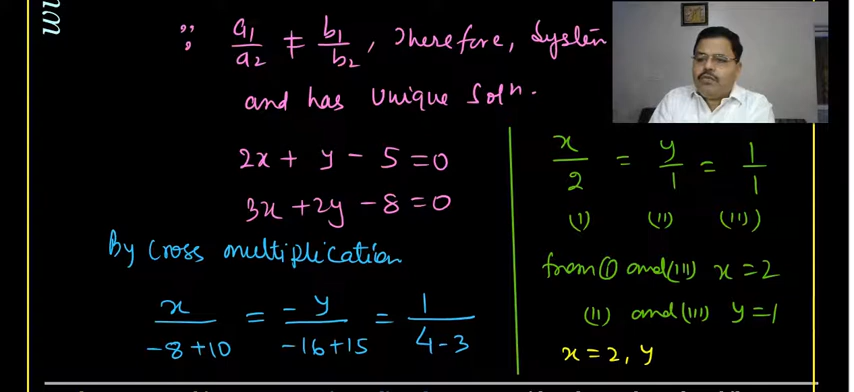 ∵ a1/a2 ≠ b1/b2, Therefore, System
and has unique Solⁿ.
2x + y - 5 = 0
3x + 2y - 8 = 0
By Cross multiplication
x/(-8+10) = -y/(-16+15) = 1/(4-3)
x/2 = y/1 = 1/1
(I) (II) (III)
from (I) and (III) x = 2
(II) and (III) y = 1
x = 2, y